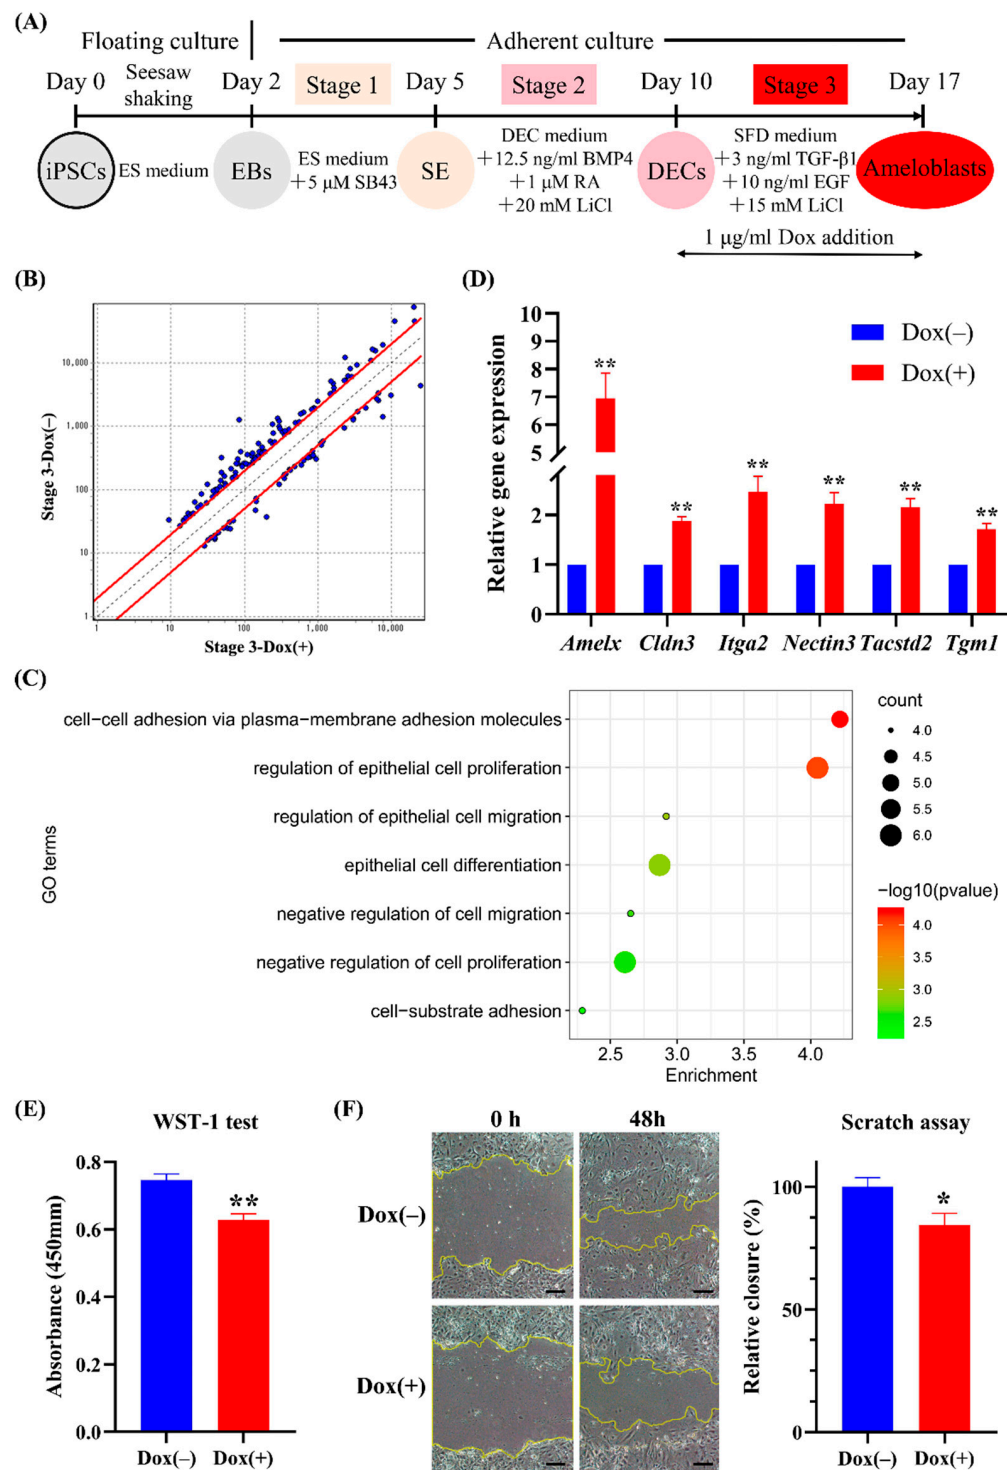 (A)
Floating culture
Adherent culture
Day 0
Seesaw
shaking
Day 2
Stage 1
Day 5
Stage 2
Day 10
Stage 3
Day 17
iPSCs
ES medium
EBs
ES medium
+5 μM SB43
SE
DEC medium
+12.5 ng/ml BMP4
+1 μM RA
+20 mM LiCl
DECs
SFD medium
+3 ng/ml TGF-β1
+10 ng/ml EGF
+15 mM LiCl
Ameloblasts
1 μg/ml Dox addition
(B)
Stage 3-Dox(–)
10,000
1,000
100
10
1
1
10
100
1,000
10,000
Stage 3-Dox(+)
(D)
Relative gene expression
10
9
8
7
6
5
2
1
0
Dox(–)
Dox(+)
**
**
**
**
**
**
Amelx
Cldn3
Itga2
Nectin3
Tacstd2
Tgm1
(C)
GO terms
cell−cell adhesion via plasma−membrane adhesion molecules
regulation of epithelial cell proliferation
regulation of epithelial cell migration
epithelial cell differentiation
negative regulation of cell migration
negative regulation of cell proliferation
cell−substrate adhesion
2.5
3.0
3.5
4.0
Enrichment
count
4.0
4.5
5.0
5.5
6.0
−log10(pvalue)
4.0
3.5
3.0
2.5
(E)
WST-1 test
Absorbance (450mm)
0.8
0.6
0.4
0.2
0.0
**
Dox(–)
Dox(+)
(F)
0 h
48h
Dox(–)
Dox(+)
Scratch assay
Relative closure (%)
100
50
0
*
Dox(–)
Dox(+)